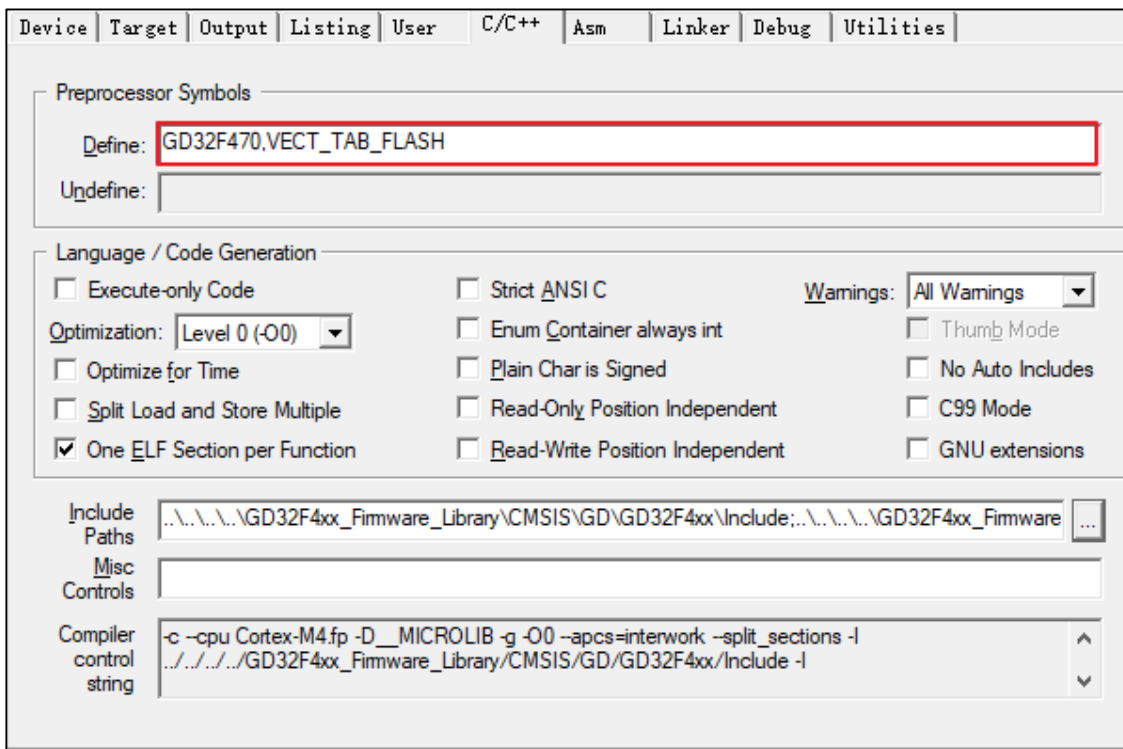 Device Target Output Listing User C/C++ Asm Linker Debug Utilities
Preprocessor Symbols
Define: GD32F470,VECT_TAB_FLASH
Undefine:
Language / Code Generation
Execute-only Code
Strict ANSI C
Warnings: All Warnings
Optimization: Level 0 (-O0)
Enum Container always int
Thumb Mode
Optimize for Time
Plain Char is Signed
No Auto Includes
Split Load and Store Multiple
Read-Only Position Independent
C99 Mode
One ELF Section per Function
Read-Write Position Independent
GNU extensions
Include
Paths
..\..\..\..\GD32F4xx_Firmware_Library\CMSIS\GD\GD32F4xx\Include;..\..\..\..\GD32F4xx_Firmware
...
Misc
Controls
Compiler
control
string
-c --cpu Cortex-M4.fp -D__MICROLIB -g -O0 --apcs=interwork --split_sections -I
../../../../GD32F4xx_Firmware_Library/CMSIS/GD/GD32F4xx/Include -I